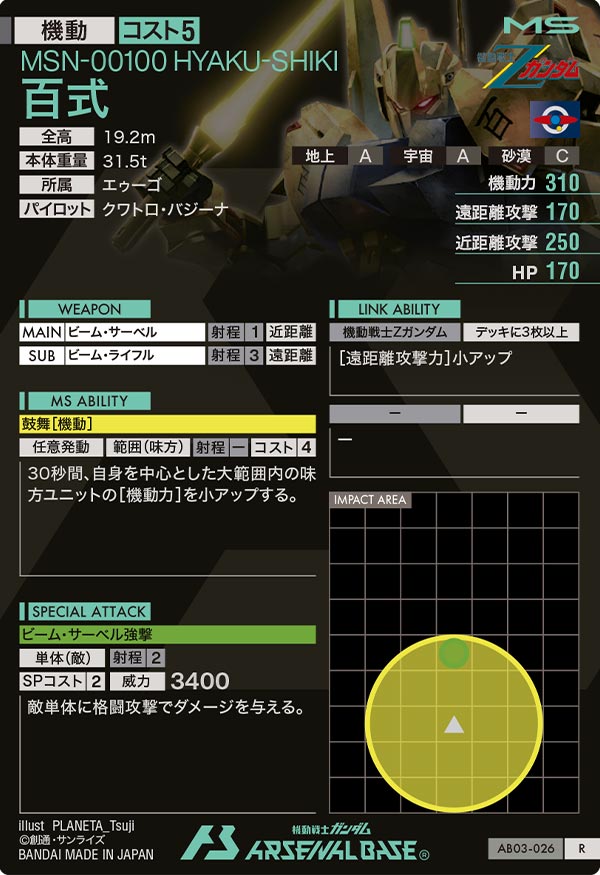 機動 コスト5
MS
MSN-00100 HYAKU-SHIKI
機動戦士Zガンダム
百式
百
全高 19.2m
本体重量 31.5t
所属 エゥーゴ
パイロット クワトロ・バジーナ
地上 A 宇宙 A 砂漠 C
機動力 310
遠距離攻撃 170
近距離攻撃 250
HP 170
WEAPON
MAIN ビーム・サーベル 射程 1 近距離
SUB ビーム・ライフル 射程 3 遠距離
MS ABILITY
鼓舞[機動]
任意発動 範囲(味方) 射程 ー コスト 4
30秒間、自身を中心とした大範囲内の味
方ユニットの[機動力]を小アップする。
SPECIAL ATTACK
ビーム・サーベル強撃
単体(敵) 射程 2
SPコスト 2 威力 3400
敵単体に格闘攻撃でダメージを与える。
LINK ABILITY
機動戦士Zガンダム デッキに3枚以上
[遠距離攻撃力]小アップ
ー ー
ー
IMPACT AREA
illust PLANETA_Tsuji
©創通・サンライズ
BANDAI MADE IN JAPAN
機動戦士ガンダム
AB ARSENAL BASE®
AB03-026 R